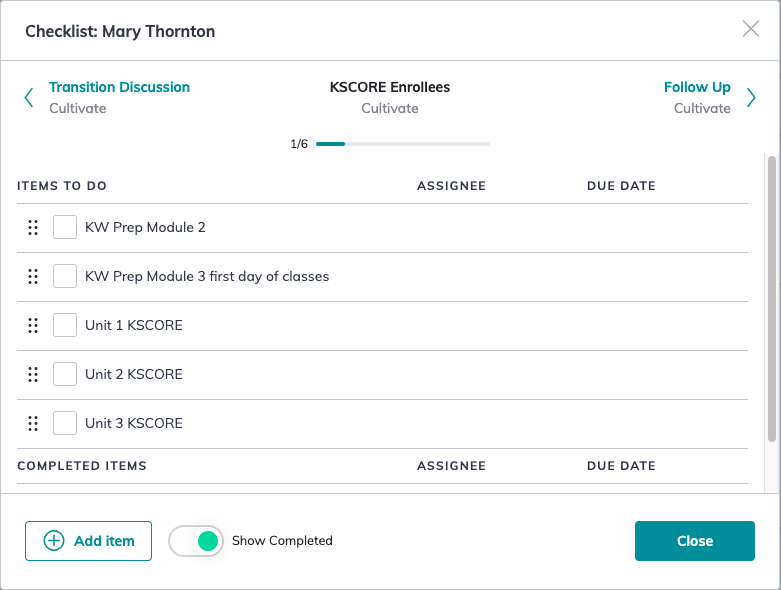 Checklist: Mary Thornton
Transition Discussion
Cultivate
KSCORE Enrollees
Cultivate
Follow Up
Cultivate
1/6
ITEMS TO DO ASSIGNEE DUE DATE
KW Prep Module 2
KW Prep Module 3 first day of classes
Unit 1 KSCORE
Unit 2 KSCORE
Unit 3 KSCORE
COMPLETED ITEMS ASSIGNEE DUE DATE
Add item Show Completed Close